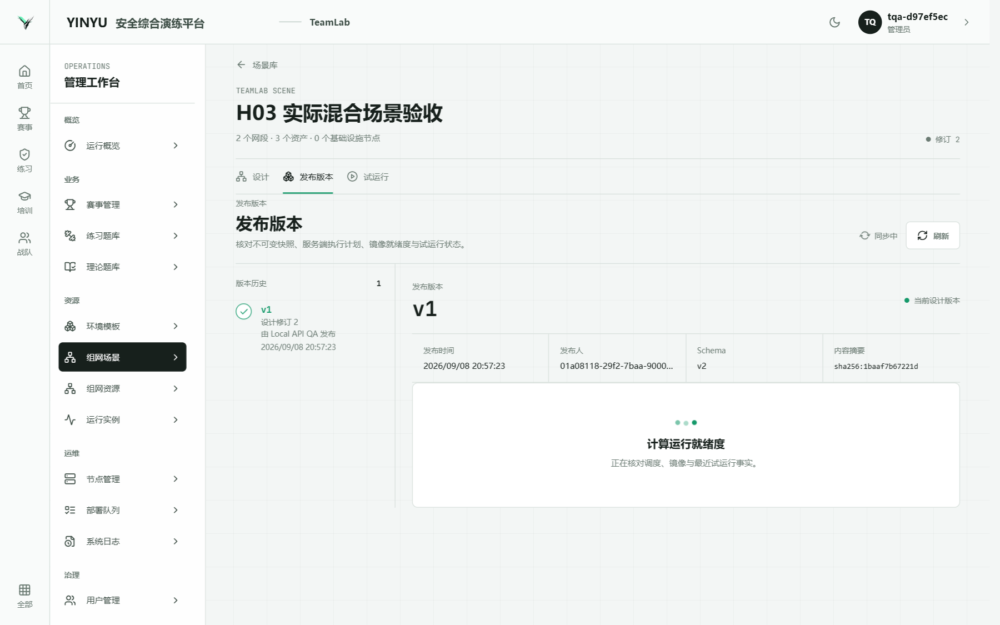 YINYU 安全综合演练平台
TeamLab
TQ
tqa-d97ef5ec
管理员
首页
赛事
练习
培训
战队
全部
OPERATIONS
管理工作台
概览
运行概览
业务
赛事管理
练习题库
理论题库
资源
环境模板
组网场景
组网资源
运行实例
运维
节点管理
部署队列
系统日志
治理
用户管理
场景库
TEAMLAB SCENE
H03 实际混合场景验收
2 个网段 · 3 个资产 · 0 个基础设施节点
修订 2
设计
发布版本
试运行
发布版本
发布版本
核对不可变快照、服务端执行计划、镜像就绪度与试运行状态。
同步中
刷新
版本历史 1
v1
设计修订 2
由 Local API QA 发布
2026/09/08 20:57:23
发布版本
v1
当前设计版本
发布时间
2026/09/08 20:57:23
发布人
01a08118-29f2-7baa-9000...
Schema
v2
内容摘要
sha256:1baaf7b67221d
计算运行就绪度
正在核对调度、镜像与最近试运行事实。